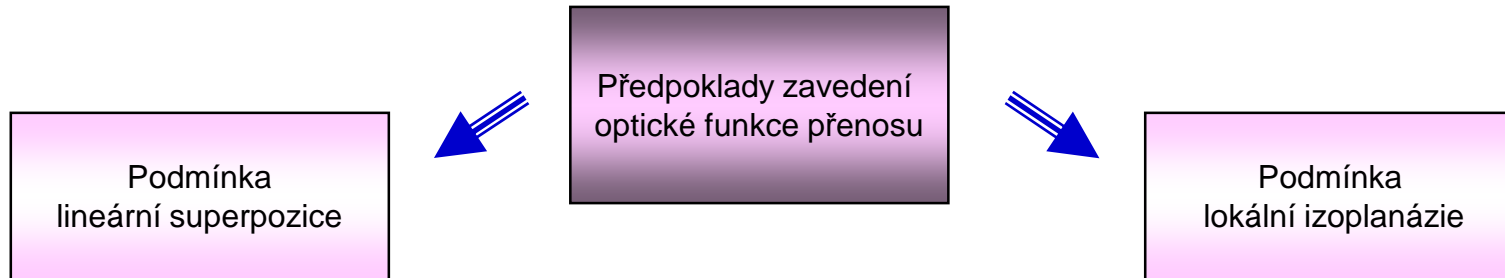 Předpoklady zavedení
optické funkce přenosu
Podmínka
lineární superpozice
Podmínka
lokální izoplanázie